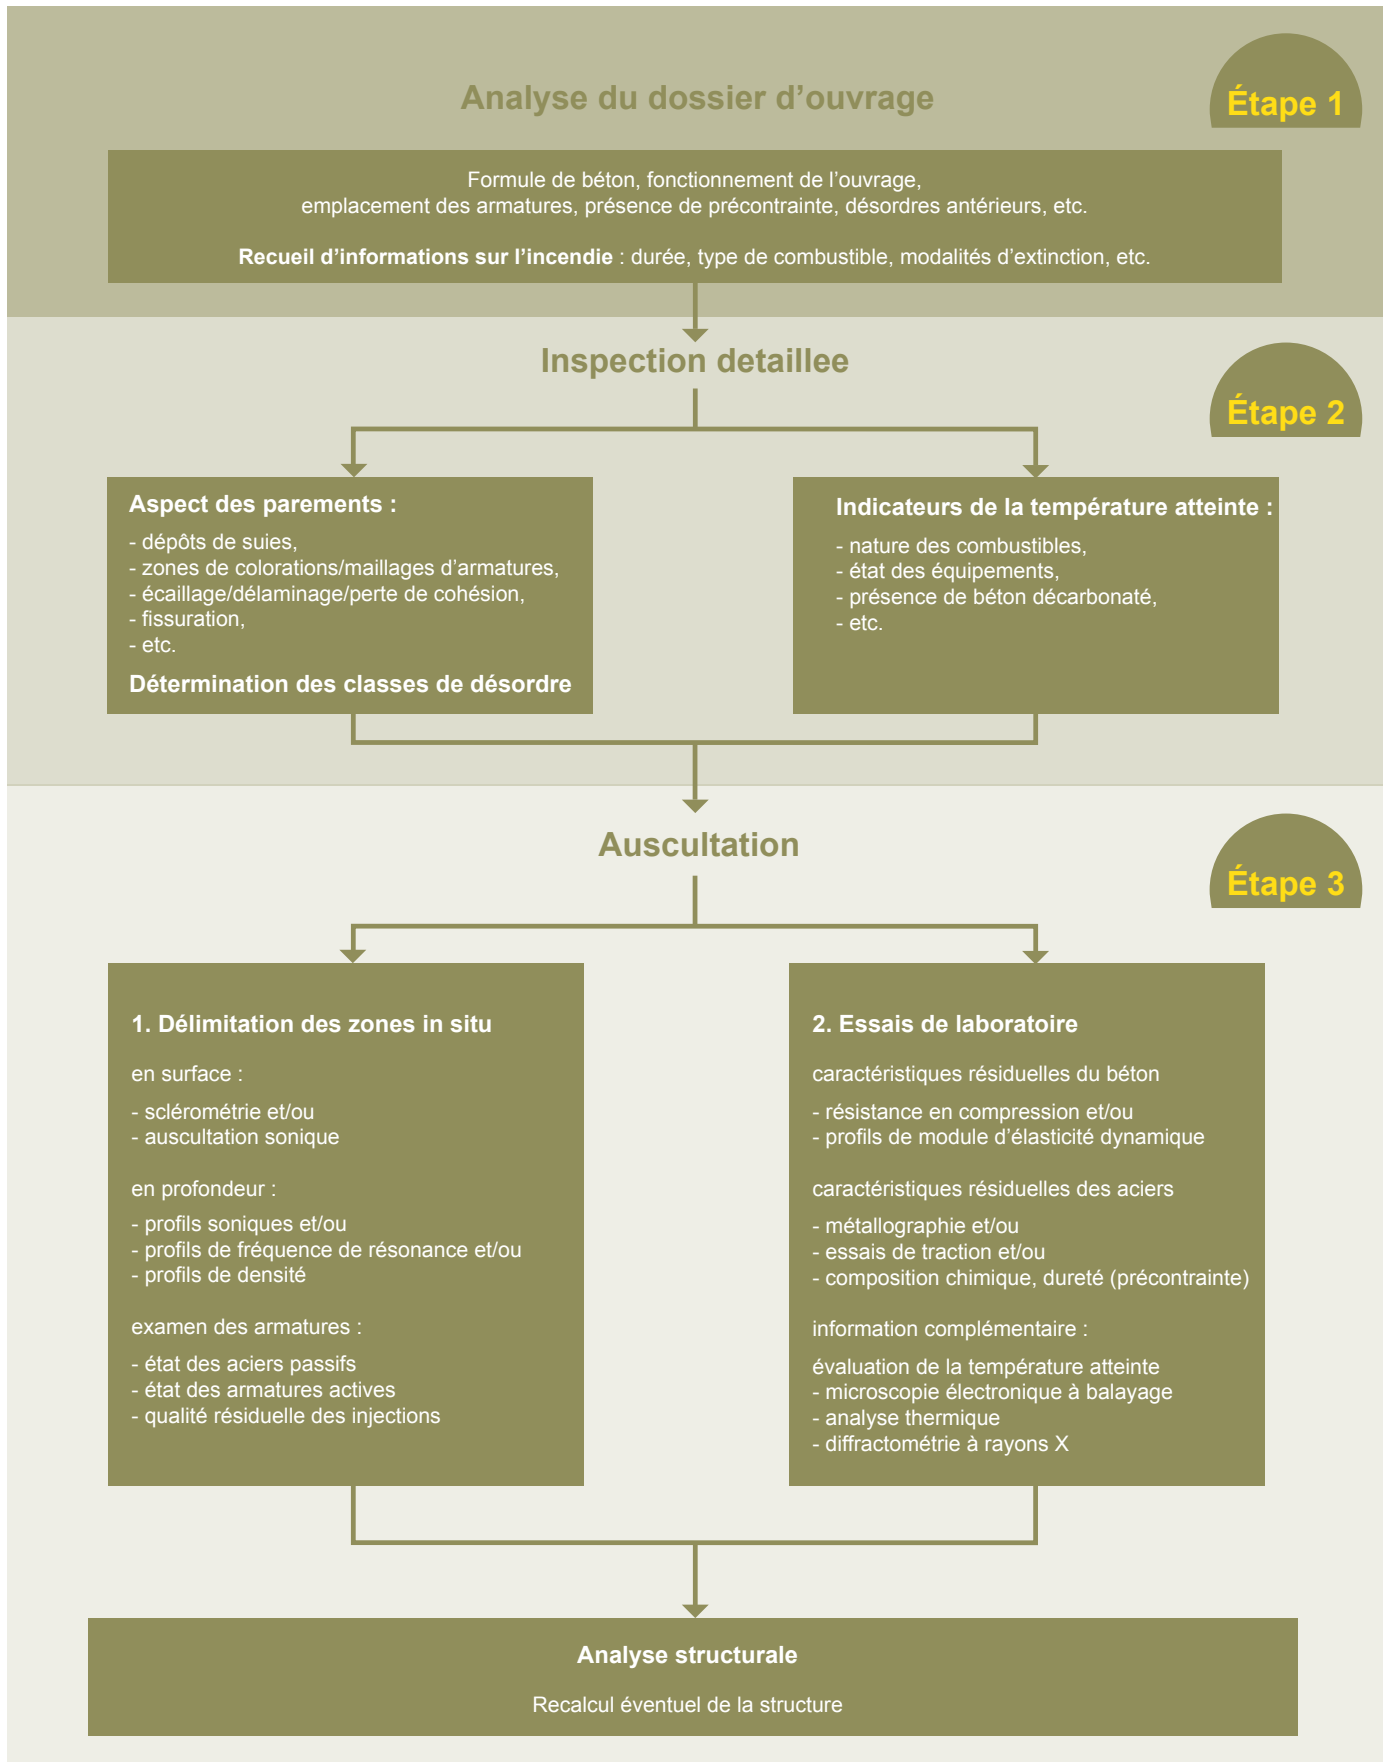 Analyse du dossier d’ouvrage
Étape 1
Formule de béton, fonctionnement de l’ouvrage,
emplacement des armatures, présence de précontrainte, désordres antérieurs, etc.
Recueil d’informations sur l’incendie : durée, type de combustible, modalités d’extinction, etc.
Inspection detaillee
Étape 2
Aspect des parements :
- dépôts de suies,
- zones de colorations/maillages d’armatures,
- écaillage/délaminage/perte de cohésion,
- fissuration,
- etc.
Détermination des classes de désordre
Indicateurs de la température atteinte :
- nature des combustibles,
- état des équipements,
- présence de béton décarbonaté,
- etc.
Auscultation
Étape 3
1. Délimitation des zones in situ
en surface :
- sclérométrie et/ou
- auscultation sonique
en profondeur :
- profils soniques et/ou
- profils de fréquence de résonance et/ou
- profils de densité
examen des armatures :
- état des aciers passifs
- état des armatures actives
- qualité résiduelle des injections
2. Essais de laboratoire
caractéristiques résiduelles du béton
- résistance en compression et/ou
- profils de module d’élasticité dynamique
caractéristiques résiduelles des aciers
- métallographie et/ou
- essais de traction et/ou
- composition chimique, dureté (précontrainte)
information complémentaire :
évaluation de la température atteinte
- microscopie électronique à balayage
- analyse thermique
- diffractométrie à rayons X
Analyse structurale
Recalcul éventuel de la structure